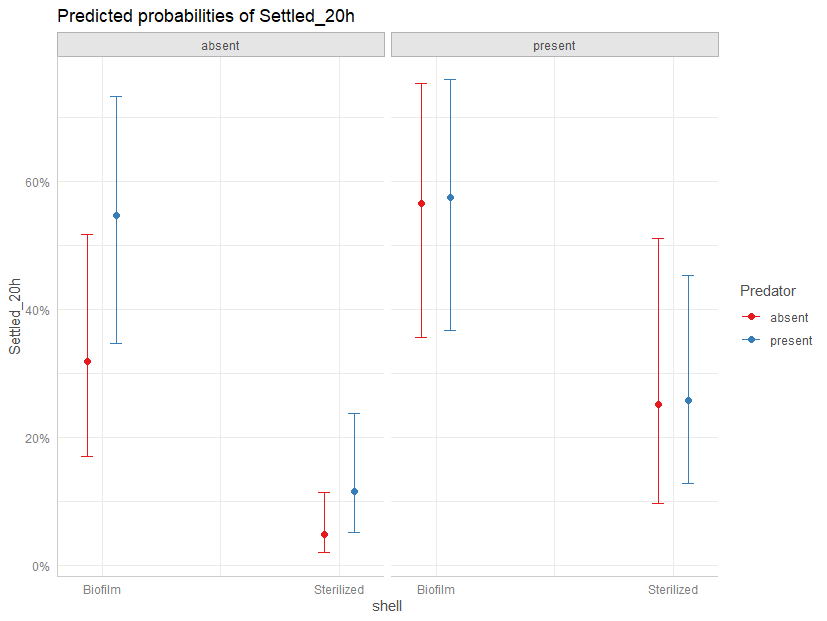 Predicted probabilities of Settled_20h
absent
present
60%
40%
20%
0%
Settled_20h
Biofilm
Sterilized
Biofilm
Sterilized
shell
Predator
absent
present